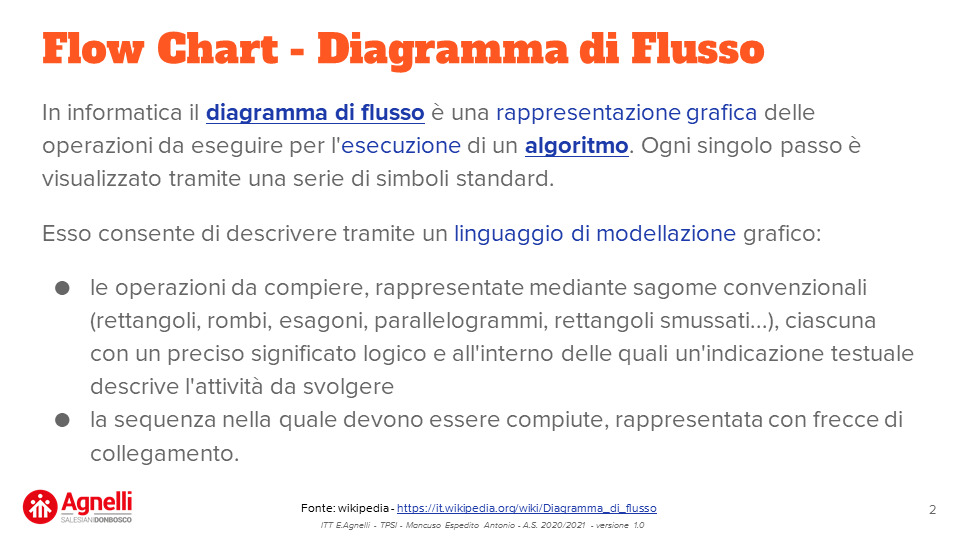 Flow Chart - Diagramma di Flusso
In informatica il diagramma di flusso è una rappresentazione grafica delle
operazioni da eseguire per l'esecuzione di un algoritmo. Ogni singolo passo è
visualizzato tramite una serie di simboli standard.
Esso consente di descrivere tramite un linguaggio di modellazione grafico:
● le operazioni da compiere, rappresentate mediante sagome convenzionali
(rettangoli, rombi, esagoni, parallelogrammi, rettangoli smussati...), ciascuna
con un preciso significato logico e all'interno delle quali un'indicazione testuale
descrive l'attività da svolgere
● la sequenza nella quale devono essere compiute, rappresentata con frecce di
collegamento.
Agnelli
SALESIANI DONBOSCO
Fonte: wikipedia - https://it.wikipedia.org/wiki/Diagramma_di_flusso
ITT E.Agnelli - TPSI - Mancuso Espedito Antonio - A.S. 2020/2021 - versione 1.0
2